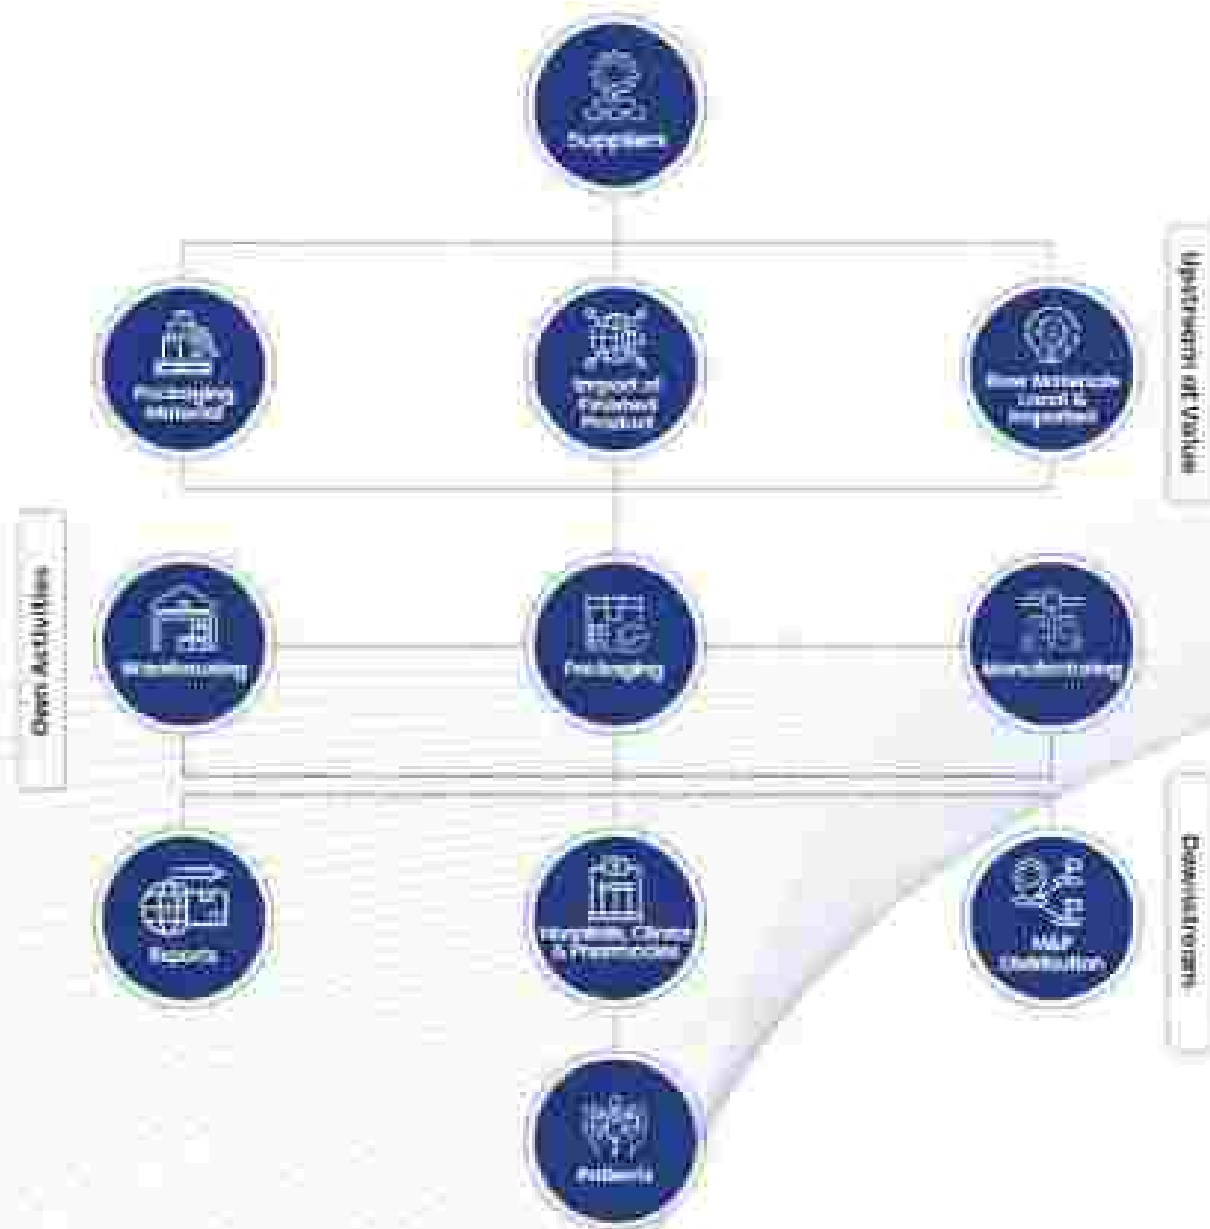 Suppliers
Upstream of Value
Packaging
Material
Import of
Finished
Product
Raw Materials
Local &
Imported
Own Activities
Warehousing
Packaging
Manufacturing
Downstream
Exports
Hospitals, Clinics
& Pharmacies
M&P
Distribution
Patients